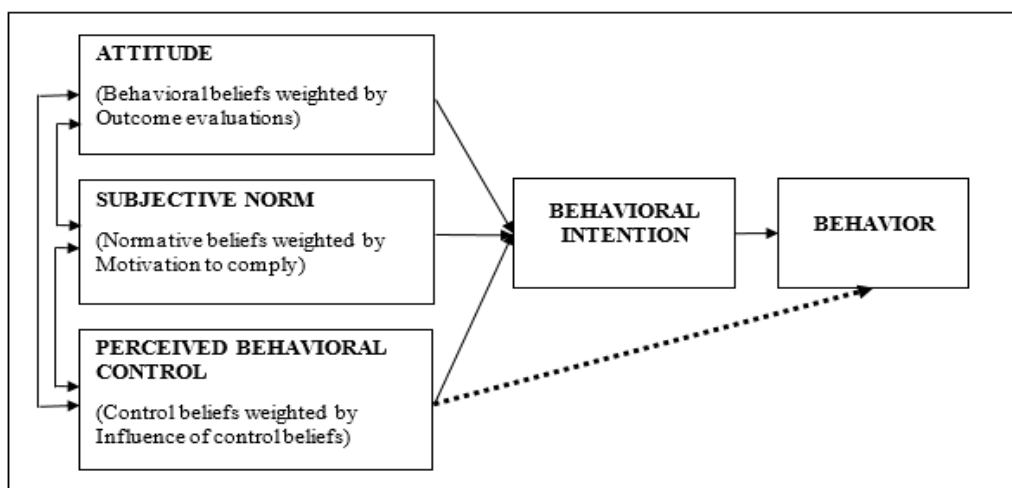 ATTITUDE
(Behavioral beliefs weighted by
Outcome evaluations)
SUBJECTIVE NORM
(Normative beliefs weighted by
Motivation to comply)
PERCEIVED BEHAVIORAL
CONTROL
(Control beliefs weighted by
Influence of control beliefs)
BEHAVIORAL
INTENTION
BEHAVIOR